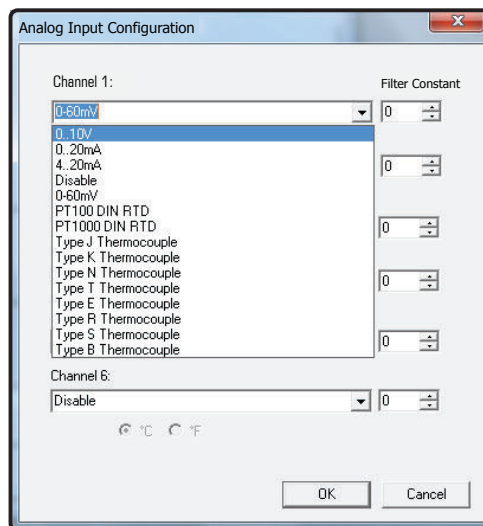 Analog Input Configuration
Channel 1:
Filter Constant
0-60mV
0
0..10V
0..20mA
4..20mA
0
Disable
0-60mV
PT100 DIN RTD
PT1000 DIN RTD
0
Type J Thermocouple
Type K Thermocouple
Type N Thermocouple
0
Type T Thermocouple
Type E Thermocouple
Type R Thermocouple
Type S Thermocouple
0
Type B Thermocouple
Channel 6:
Disable
0
°C
°F
OK
Cancel